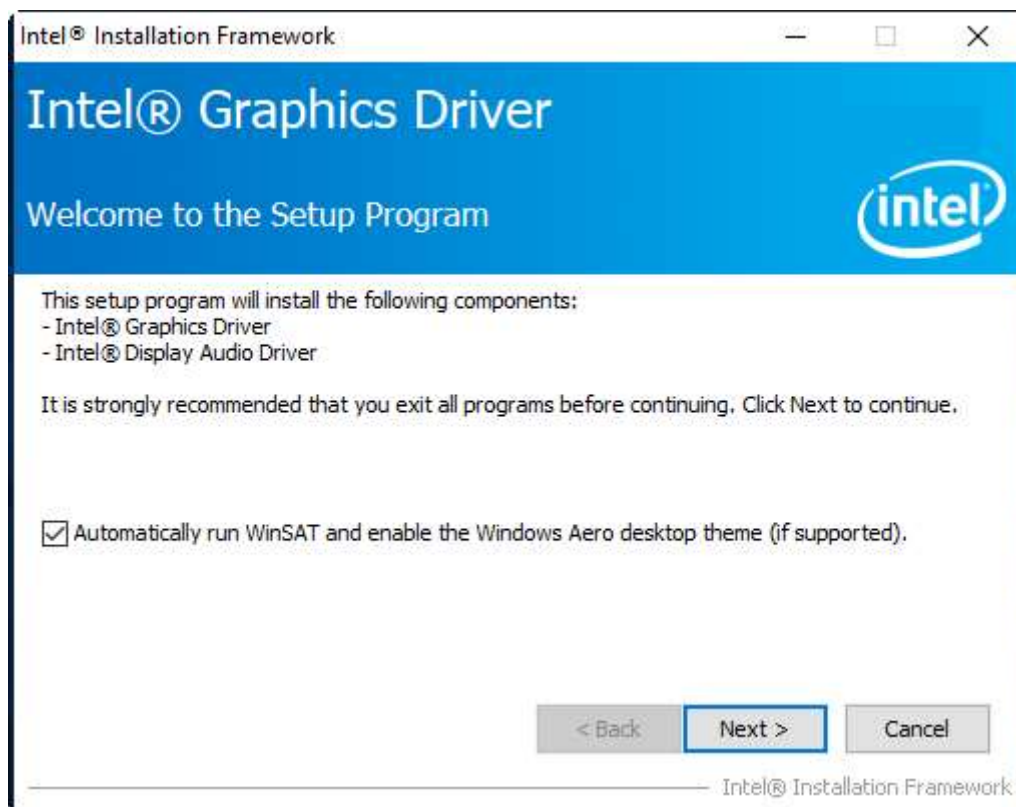 Intel® Installation Framework
Intel® Graphics Driver
Welcome to the Setup Program
intel
This setup program will install the following components:
- Intel® Graphics Driver
- Intel® Display Audio Driver
It is strongly recommended that you exit all programs before continuing. Click Next to continue.
Automatically run WinSAT and enable the Windows Aero desktop theme (if supported).
< Back Next > Cancel
Intel® Installation Framework